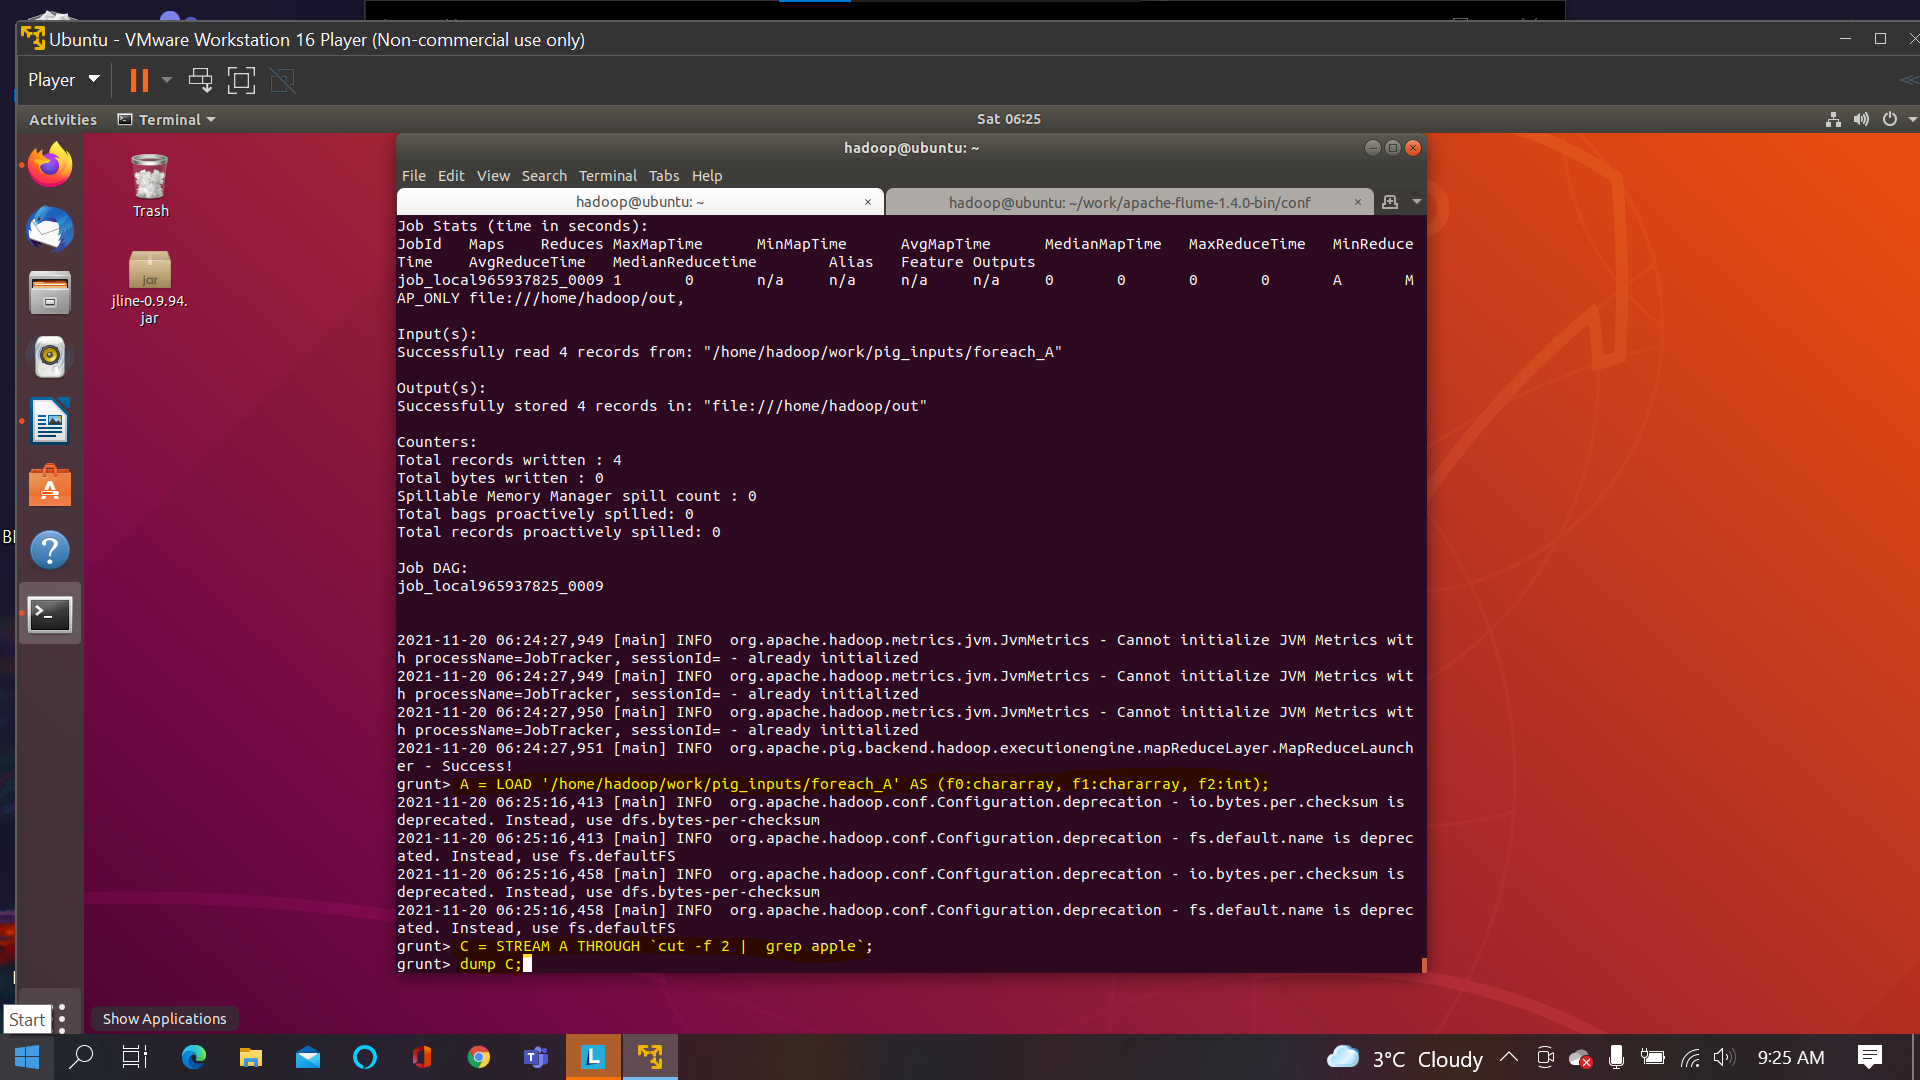 Ubuntu - VMware Workstation 16 Player (Non-commercial use only)
Player
Activities
Terminal
Sat 06:25
Trash
jar
jline-0.9.94.
jar
hadoop@ubuntu: ~
File Edit View Search Terminal Tabs Help
hadoop@ubuntu: ~ ×
hadoop@ubuntu: ~/work/apache-flume-1.4.0-bin/conf ×
Job Stats (time in seconds):
JobId Maps Reduces MaxMapTime MinMapTime AvgMapTime MedianMapTime MaxReduceTime MinReduce
Time AvgReduceTime MedianReducetime Alias Feature Outputs
job_local965937825_0009 1 0 n/a n/a n/a n/a 0 0 0 0 A M
AP_ONLY file:///home/hadoop/out,
Input(s):
Successfully read 4 records from: "/home/hadoop/work/pig_inputs/foreach_A"
Output(s):
Successfully stored 4 records in: "file:///home/hadoop/out"
Counters:
Total records written : 4
Total bytes written : 0
Spillable Memory Manager spill count : 0
Total bags proactively spilled: 0
Total records proactively spilled: 0
Job DAG:
job_local965937825_0009
2021-11-20 06:24:27,949 [main] INFO org.apache.hadoop.metrics.jvm.JvmMetrics - Cannot initialize JVM Metrics wit
h processName=JobTracker, sessionId= - already initialized
2021-11-20 06:24:27,949 [main] INFO org.apache.hadoop.metrics.jvm.JvmMetrics - Cannot initialize JVM Metrics wit
h processName=JobTracker, sessionId= - already initialized
2021-11-20 06:24:27,950 [main] INFO org.apache.hadoop.metrics.jvm.JvmMetrics - Cannot initialize JVM Metrics wit
h processName=JobTracker, sessionId= - already initialized
2021-11-20 06:24:27,951 [main] INFO org.apache.pig.backend.hadoop.executionengine.mapReduceLayer.MapReduceLaunch
er - Success!
grunt> A = LOAD '/home/hadoop/work/pig_inputs/foreach_A' AS (f0:chararray, f1:chararray, f2:int);
2021-11-20 06:25:16,413 [main] INFO org.apache.hadoop.conf.Configuration.deprecation - io.bytes.per.checksum is
deprecated. Instead, use dfs.bytes-per-checksum
2021-11-20 06:25:16,413 [main] INFO org.apache.hadoop.conf.Configuration.deprecation - fs.default.name is deprec
ated. Instead, use fs.defaultFS
2021-11-20 06:25:16,458 [main] INFO org.apache.hadoop.conf.Configuration.deprecation - io.bytes.per.checksum is
deprecated. Instead, use dfs.bytes-per-checksum
2021-11-20 06:25:16,458 [main] INFO org.apache.hadoop.conf.Configuration.deprecation - fs.default.name is deprec
ated. Instead, use fs.defaultFS
grunt> C = STREAM A THROUGH `cut -f 2 | grep apple`;
grunt> dump C;
Start
Show Applications
L
3°C Cloudy
9:25 AM